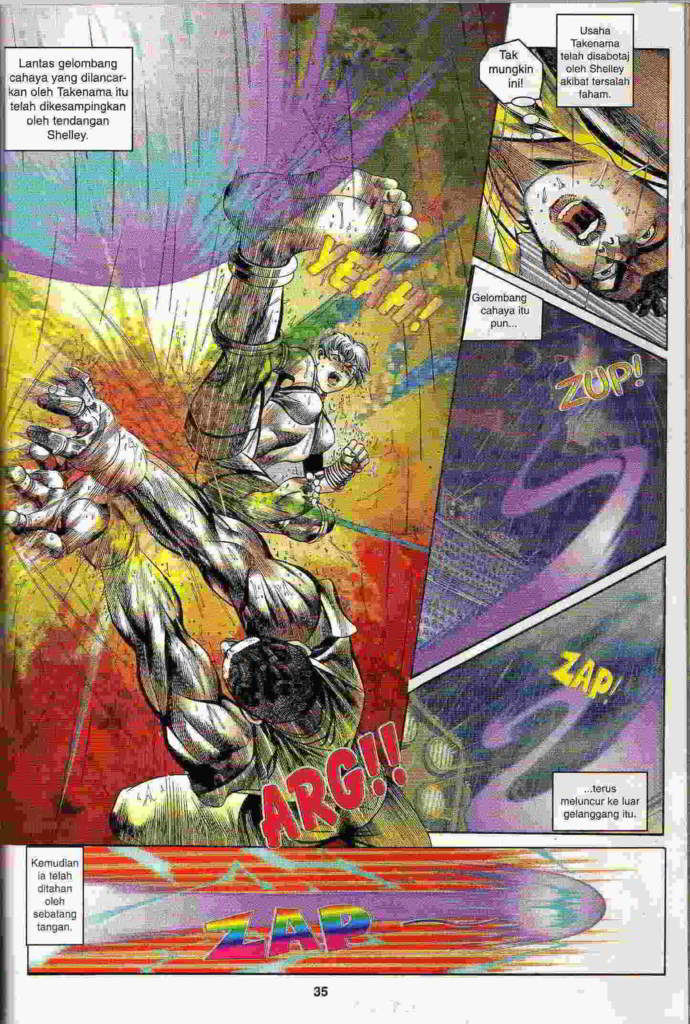 Lantas gelombang
cahaya yang dilancar-
kan oleh Takenama itu
telah dikesampingkan
oleh tendangan
Shelley.
YEAH!
ARG!!
Tak
mungkin
ini!
Usaha
Takenama
telah disabotaj
oleh Shelley
akibat tersalah
faham.
Gelombang
cahaya itu
pun...
ZUP!
ZAP!
...terus
meluncur ke luar
gelanggang itu.
Kemudian
ia telah
ditahan
oleh
sebatang
tangan.
ZAP
35